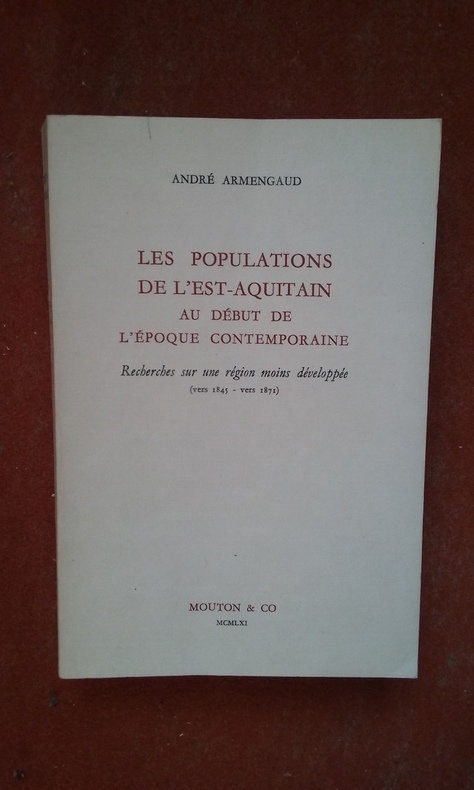 ANDRÉ ARMENGAUD
LES POPULATIONS
DE L'EST-AQUITAIN
AU DÉBUT DE
L'ÉPOQUE CONTEMPORAINE
Recherches sur une région moins développée
(vers 1845 - vers 1871)
MOUTON & CO
MCMLXI